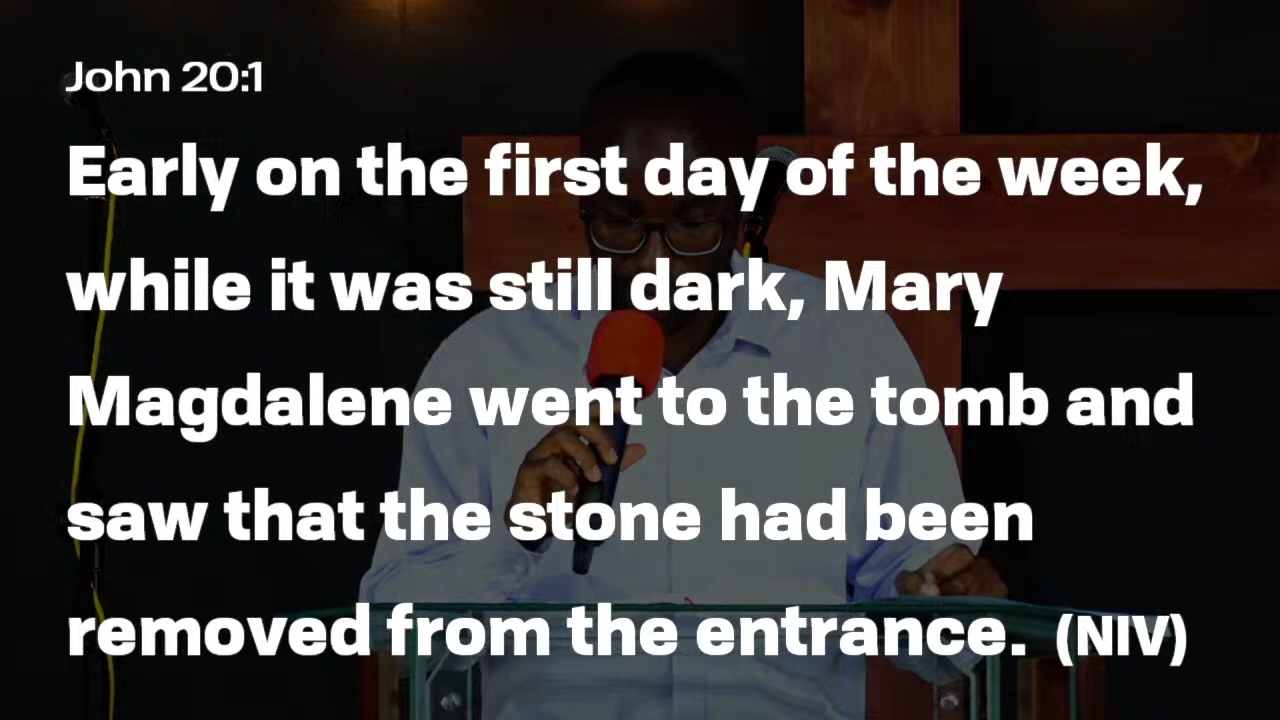 John 20:1
Early on the first day of the week,
while it was still dark, Mary
Magdalene went to the tomb and
saw that the stone had been
removed from the entrance. (NIV)